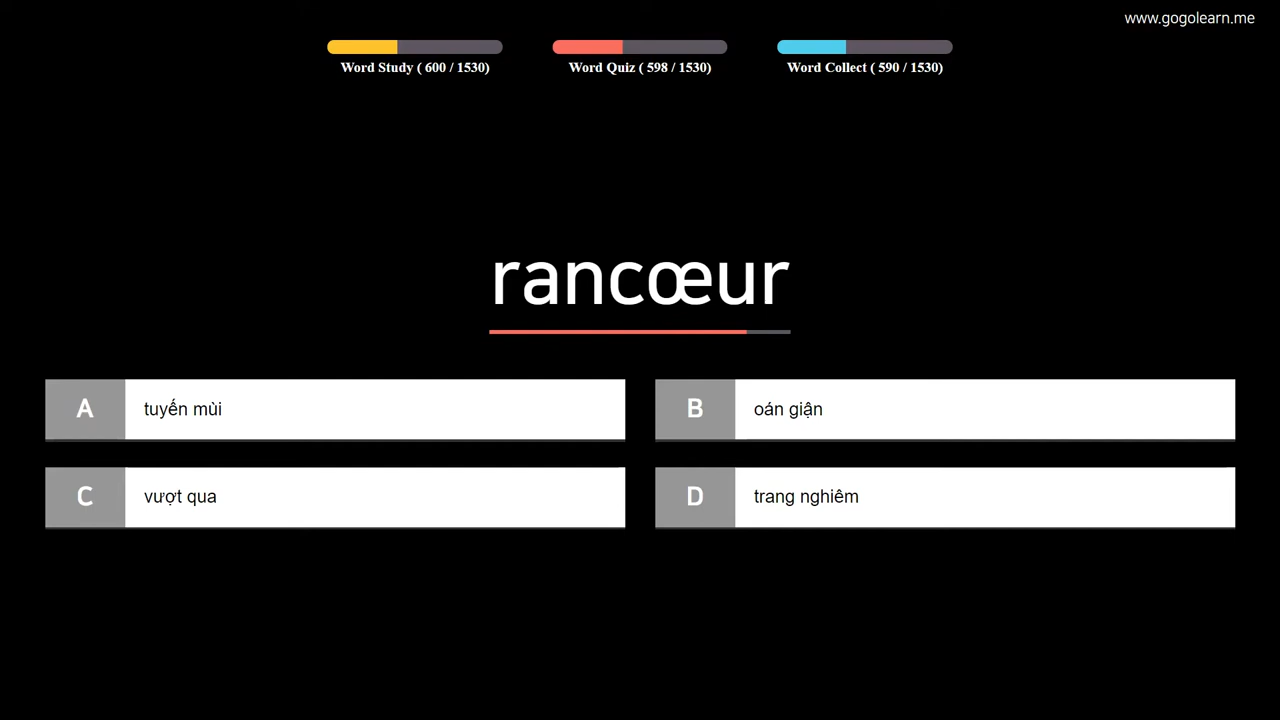 www.gogolearn.me
Word Study ( 600 / 1530)
Word Quiz ( 598 / 1530)
Word Collect ( 590 / 1530)
rancœur
A tuyến mùi
B oán giận
C vượt qua
D trang nghiêm